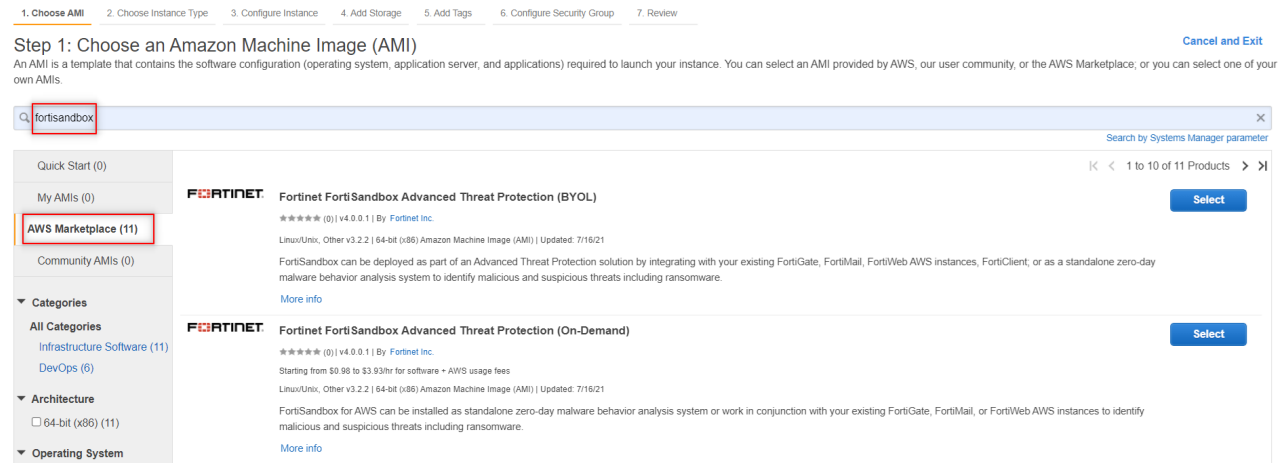 1. Choose AMI 2. Choose Instance Type 3. Configure Instance 4. Add Storage 5. Add Tags 6. Configure Security Group 7. Review
Step 1: Choose an Amazon Machine Image (AMI)
Cancel and Exit
An AMI is a template that contains the software configuration (operating system, application server, and applications) required to launch your instance. You can select an AMI provided by AWS, our user community, or the AWS Marketplace; or you can select one of your
own AMIs.
fortisandbox
Search by Systems Manager parameter
Quick Start (0)
My AMIs (0)
AWS Marketplace (11)
Community AMIs (0)
Categories
All Categories
Infrastructure Software (11)
DevOps (6)
Architecture
64-bit (x86) (11)
Operating System
1 to 10 of 11 Products
FORTINET
Fortinet FortiSandbox Advanced Threat Protection (BYOL)
Select
(0) | v4.0.0.1 | By Fortinet Inc.
Linux/Unix, Other v3.2.2 | 64-bit (x86) Amazon Machine Image (AMI) | Updated: 7/16/21
FortiSandbox can be deployed as part of an Advanced Threat Protection solution by integrating with your existing FortiGate, FortiMail, FortiWeb AWS instances, FortiClient; or as a standalone zero-day
malware behavior analysis system to identify malicious and suspicious threats including ransomware.
More info
FORTINET
Fortinet FortiSandbox Advanced Threat Protection (On-Demand)
Select
(0) | v4.0.0.1 | By Fortinet Inc.
Starting from $0.98 to $3.93/hr for software + AWS usage fees
Linux/Unix, Other v3.2.2 | 64-bit (x86) Amazon Machine Image (AMI) | Updated: 7/16/21
FortiSandbox for AWS can be installed as standalone zero-day malware behavior analysis system or work in conjunction with your existing FortiGate, FortiMail, or FortiWeb AWS instances to identify
malicious and suspicious threats including ransomware.
More info